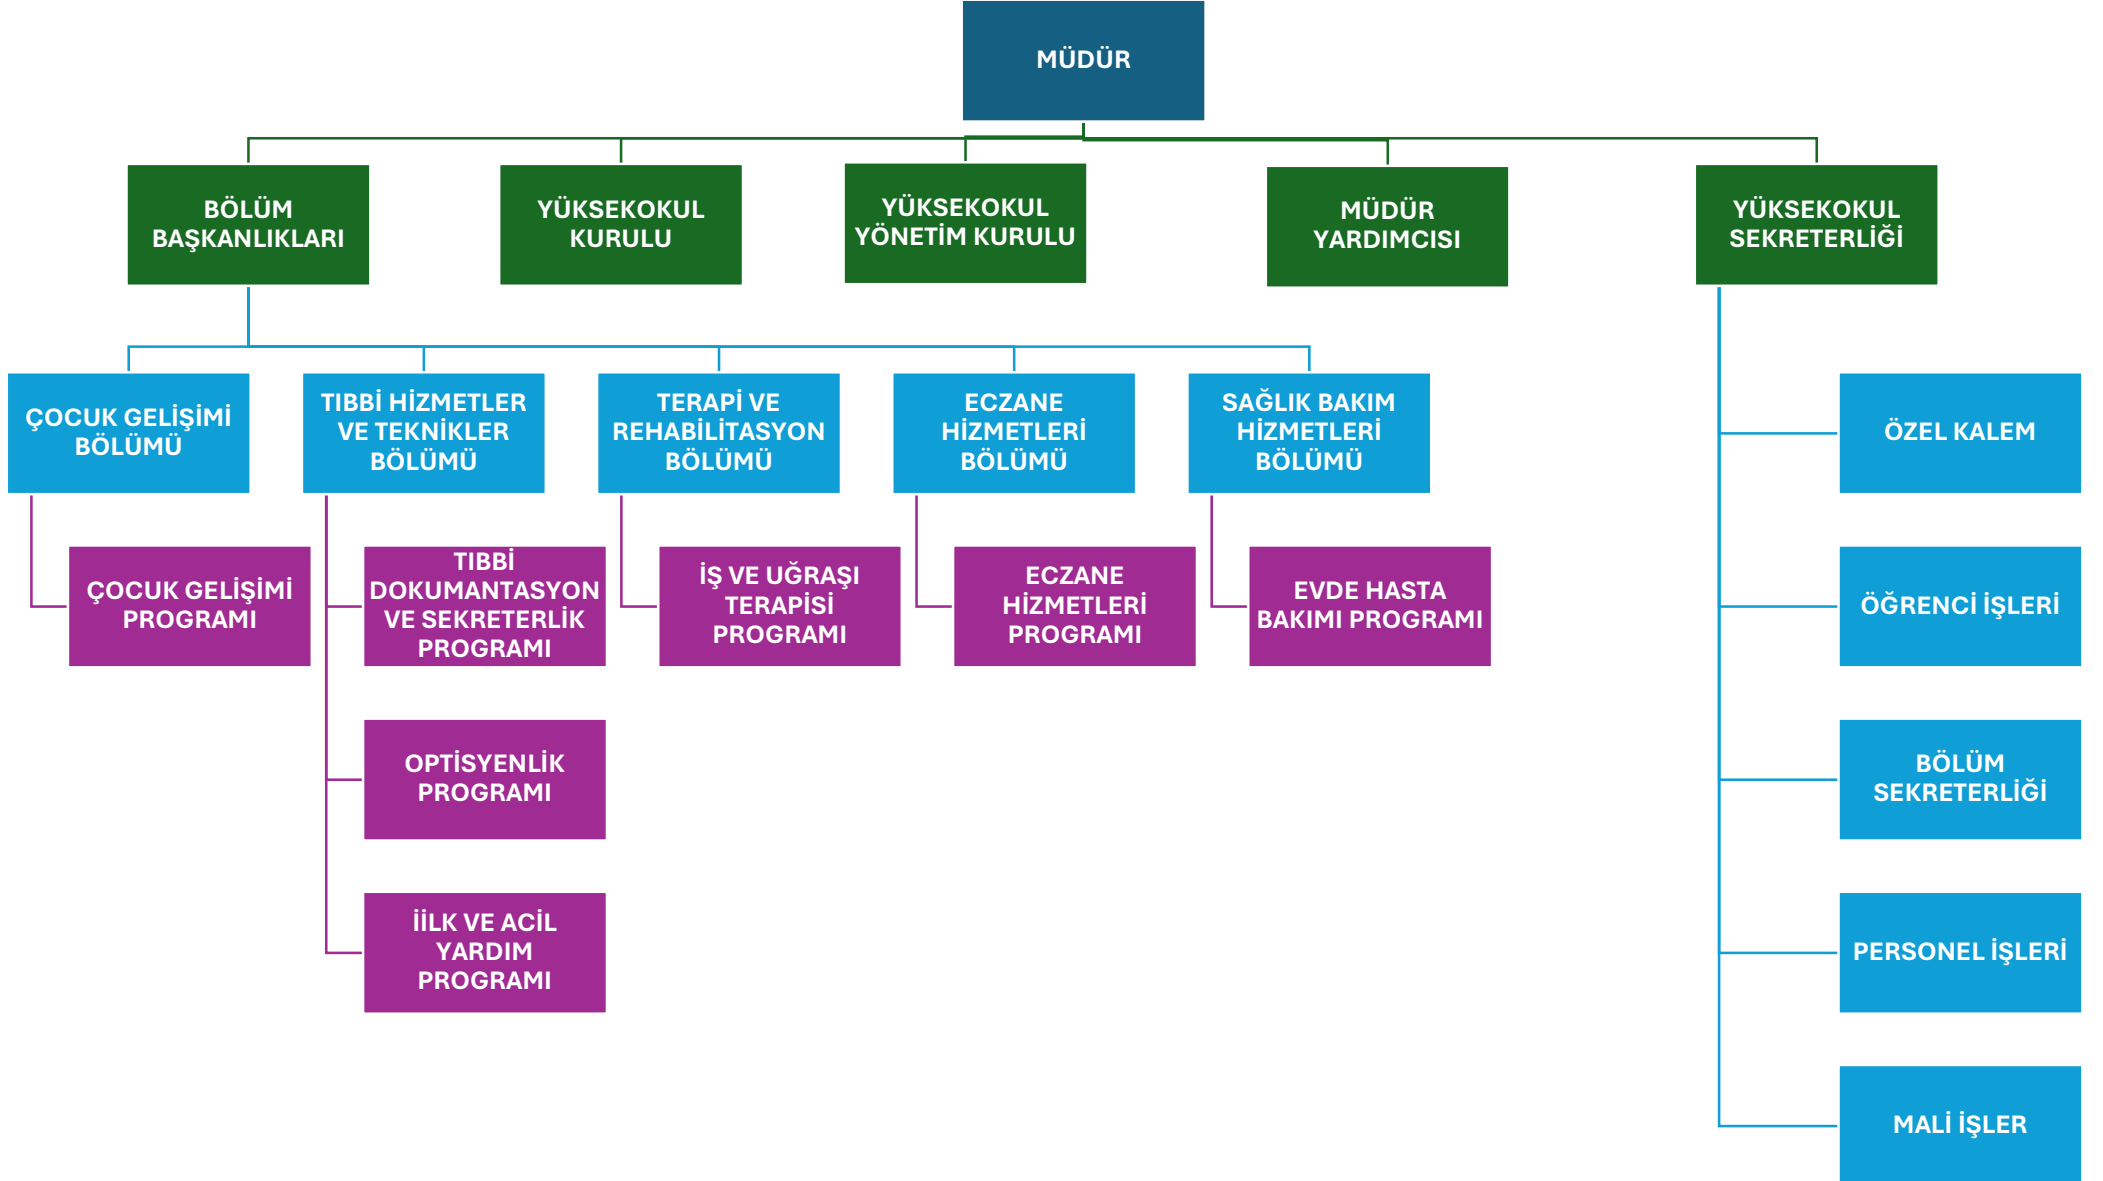 MÜDÜR
BÖLÜM
BAŞKANLIKLARI
YÜKSEKOKUL
KURULU
YÜKSEKOKUL
YÖNETİM KURULU
MÜDÜR
YARDIMCISI
YÜKSEKOKUL
SEKRETERLİĞİ
ÇOCUK GELİŞİMİ
BÖLÜMÜ
TIBBİ HİZMETLER
VE TEKNİKLER
BÖLÜMÜ
TERAPİ VE
REHABİLİTASYON
BÖLÜMÜ
ECZANE
HİZMETLERİ
BÖLÜMÜ
SAĞLIK BAKIM
HİZMETLERİ
BÖLÜMÜ
ÖZEL KALEM
ÇOCUK GELİŞİMİ
PROGRAMI
TIBBİ
DOKUMANTASYON
VE SEKRETERLİK
PROGRAMI
İŞ VE UĞRAŞI
TERAPİSİ
PROGRAMI
ECZANE
HİZMETLERİ
PROGRAMI
EVDE HASTA
BAKIMI PROGRAMI
ÖĞRENCİ İŞLERİ
OPTİSYENLİK
PROGRAMI
BÖLÜM
SEKRETERLİĞİ
İİLK VE ACİL
YARDIM
PROGRAMI
PERSONEL İŞLERİ
MALİ İŞLER